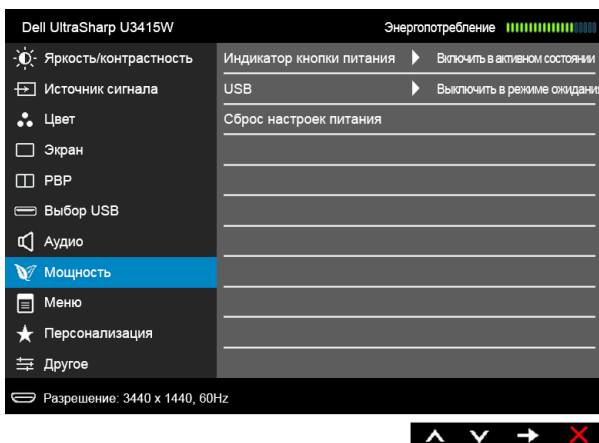 Dell UltraSharp U3415W
Энергопотребление
Яркость/контрастность
Индикатор кнопки питания
Включить в активном состоянии
Источник сигнала
USB
Выключить в режиме ожидани
Цвет
Сброс настроек питания
Экран
PBP
Выбор USB
Аудио
Мощность
Меню
Персонализация
Другое
Разрешение: 3440 x 1440, 60Hz